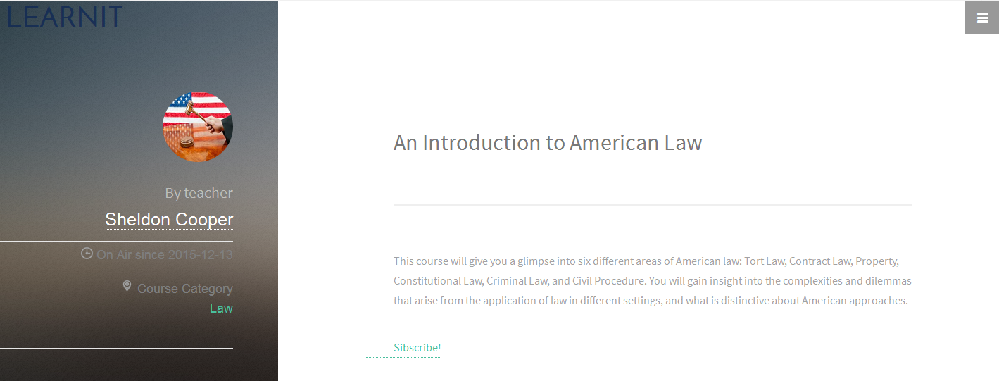 LEARNIT
By teacher
Sheldon Cooper
On Air since 2015-12-13
Course Category
Law
An Introduction to American Law
This course will give you a glimpse into six different areas of American law: Tort Law, Contract Law, Property,
Constitutional Law, Criminal Law, and Civil Procedure. You will gain insight into the complexities and dilemmas
that arise from the application of law in different settings, and what is distinctive about American approaches.
Sibscribe!